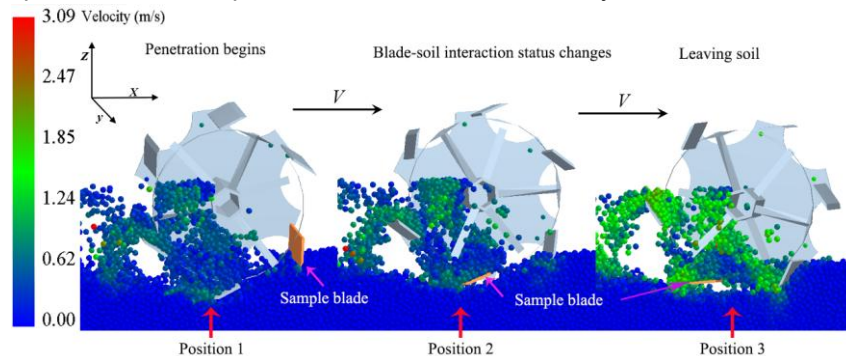 3.09 Velocity (m/s)
2.47
1.85
1.24
0.62
0.00
Z
X
y
Penetration begins
Blade-soil interaction status changes
Leaving soil
V
V
Sample blade
Sample blade
Position 1
Position 2
Position 3